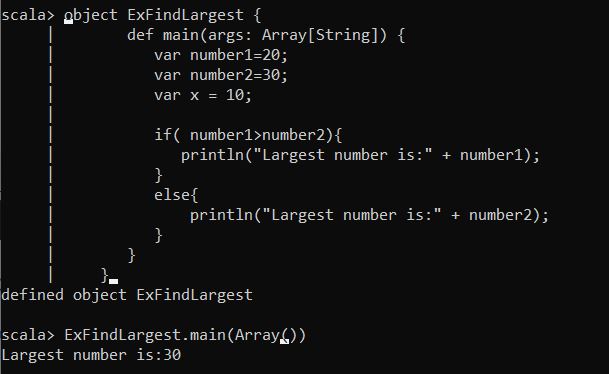 scala> object ExFindLargest {
     |        def main(args: Array[String]) {
     |           var number1=20;
     |           var number2=30;
     |           var x = 10;
     |
     |           if( number1>number2){
     |              println("Largest number is:" + number1);
     |           }
     |           else{
     |               println("Largest number is:" + number2);
     |           }
     |        }
     |     }
defined object ExFindLargest

scala> ExFindLargest.main(Array())
Largest number is:30